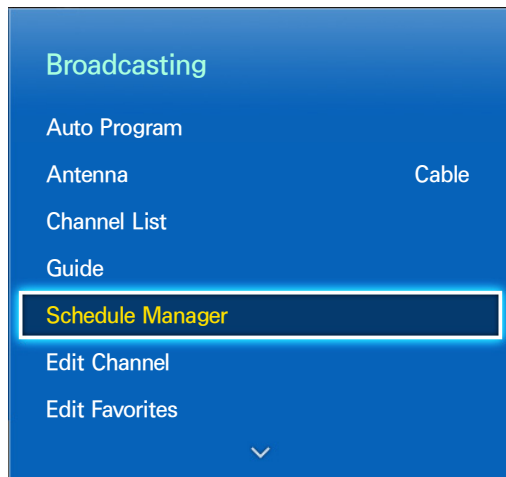 Broadcasting
Auto Program
Antenna Cable
Channel List
Guide
Schedule Manager
Edit Channel
Edit Favorites